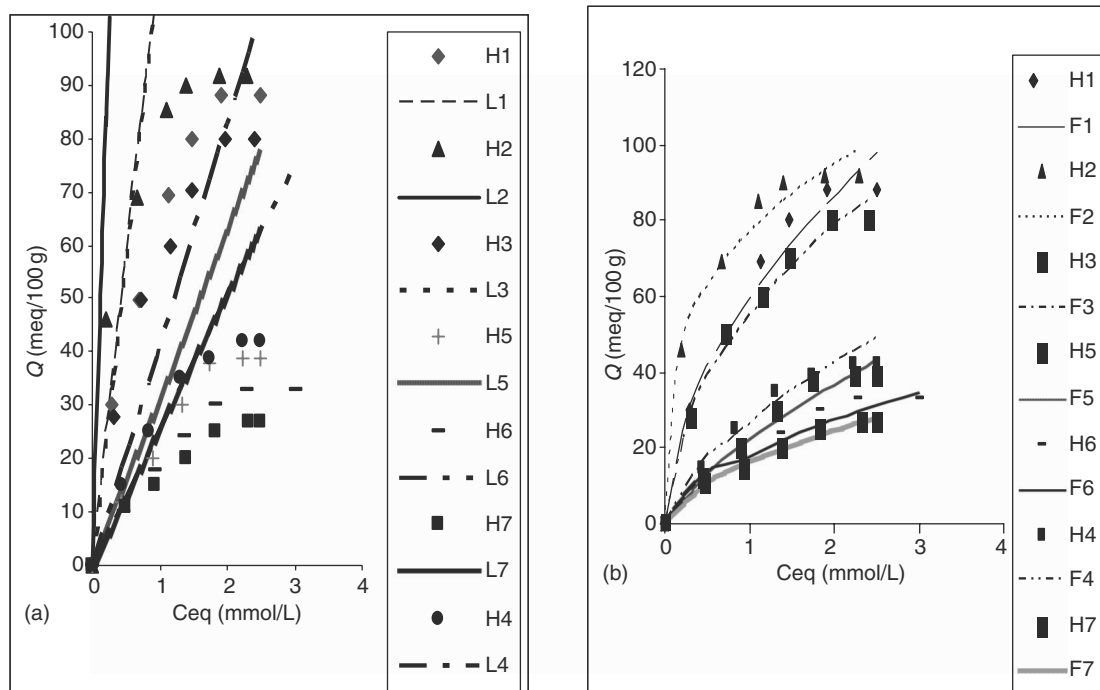 100
90
80
70
60
50
40
30
20
10
0
Q (meq/100 g)
0 1 2 3 4
Ceq (mmol/L)
(a)
H1
L1
H2
L2
H3
L3
H5
L5
H6
L6
H7
L7
H4
L4
120
100
80
60
40
20
0
Q (meq/100g)
0 1 2 3 4
Ceq (mmol/L)
(b)
H1
F1
H2
F2
H3
F3
H5
F5
H6
F6
H4
F4
H7
F7